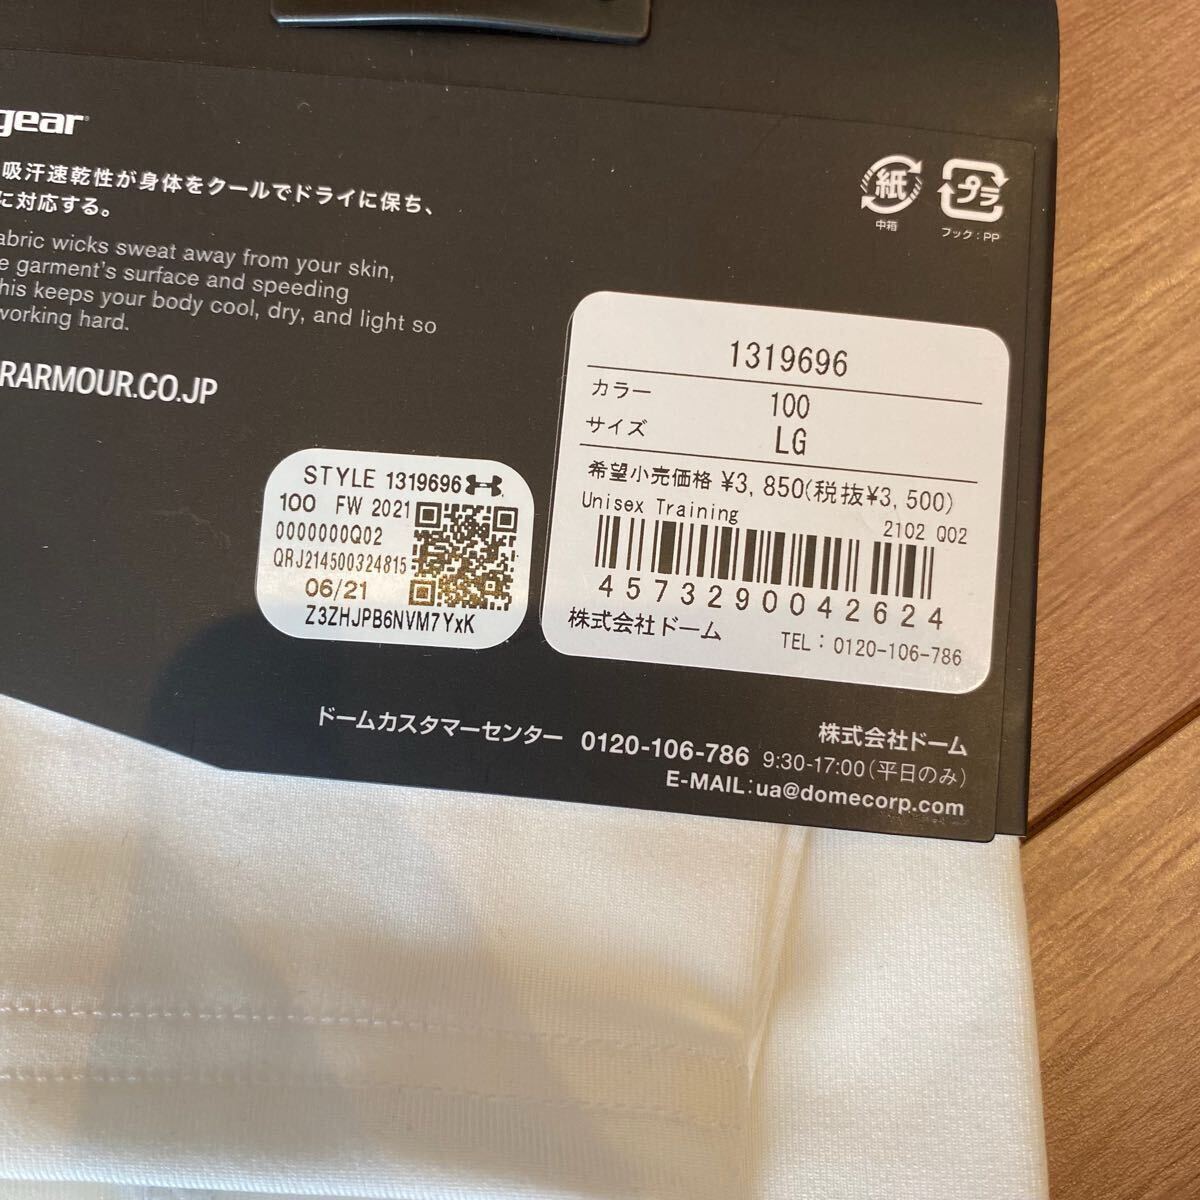 gear
吸汗速乾性が身体をクールでドライに保ち、
に対応する。
abric wicks sweat away from your skin,
e garment's surface and speeding
his keeps your body cool, dry, and light so
working hard.
RARMOUR.CO.JP
紙
中箱
プラ
フック:PP
1319696
カラー 100
サイズ LG
希望小売価格 ¥3,850(税抜¥3,500)
Unisex Training
2102 Q02
4573290042624
株式会社ドーム
TEL:0120-106-786
STYLE 1319696
100 FW 2021
0000000Q02
QRJ214500324815
06/21
Z3ZHJPB6NVM7YxK
株式会社ドーム
ドームカスタマーセンター 0120-106-786 9:30-17:00(平日のみ)
E-MAIL:ua@domecorp.com